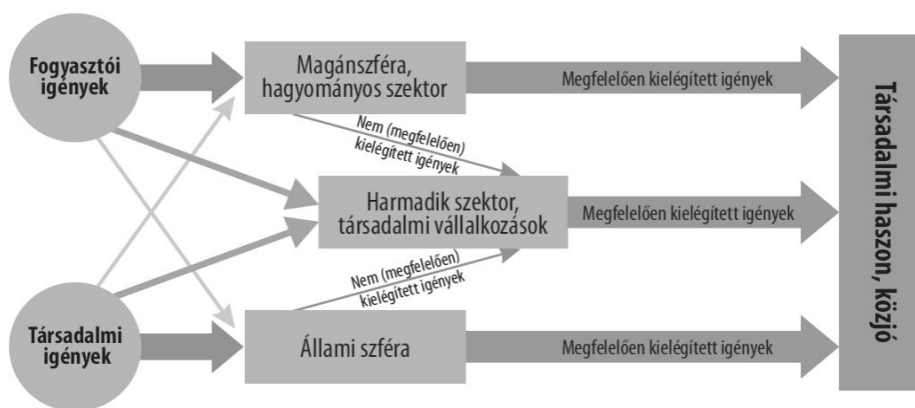 Fogyasztói
igények
Magánszféra,
hagyományos szektor
Megfelelően kielégített igények
Nem (megfelelően)
kielégített igények
Harmadik szektor,
társadalmi vállalkozások
Megfelelően kielégített igények
Nem (megfelelően)
kielégített igények
Társadalmi
igények
Állami szféra
Megfelelően kielégített igények
Társadalmi haszon, közjó